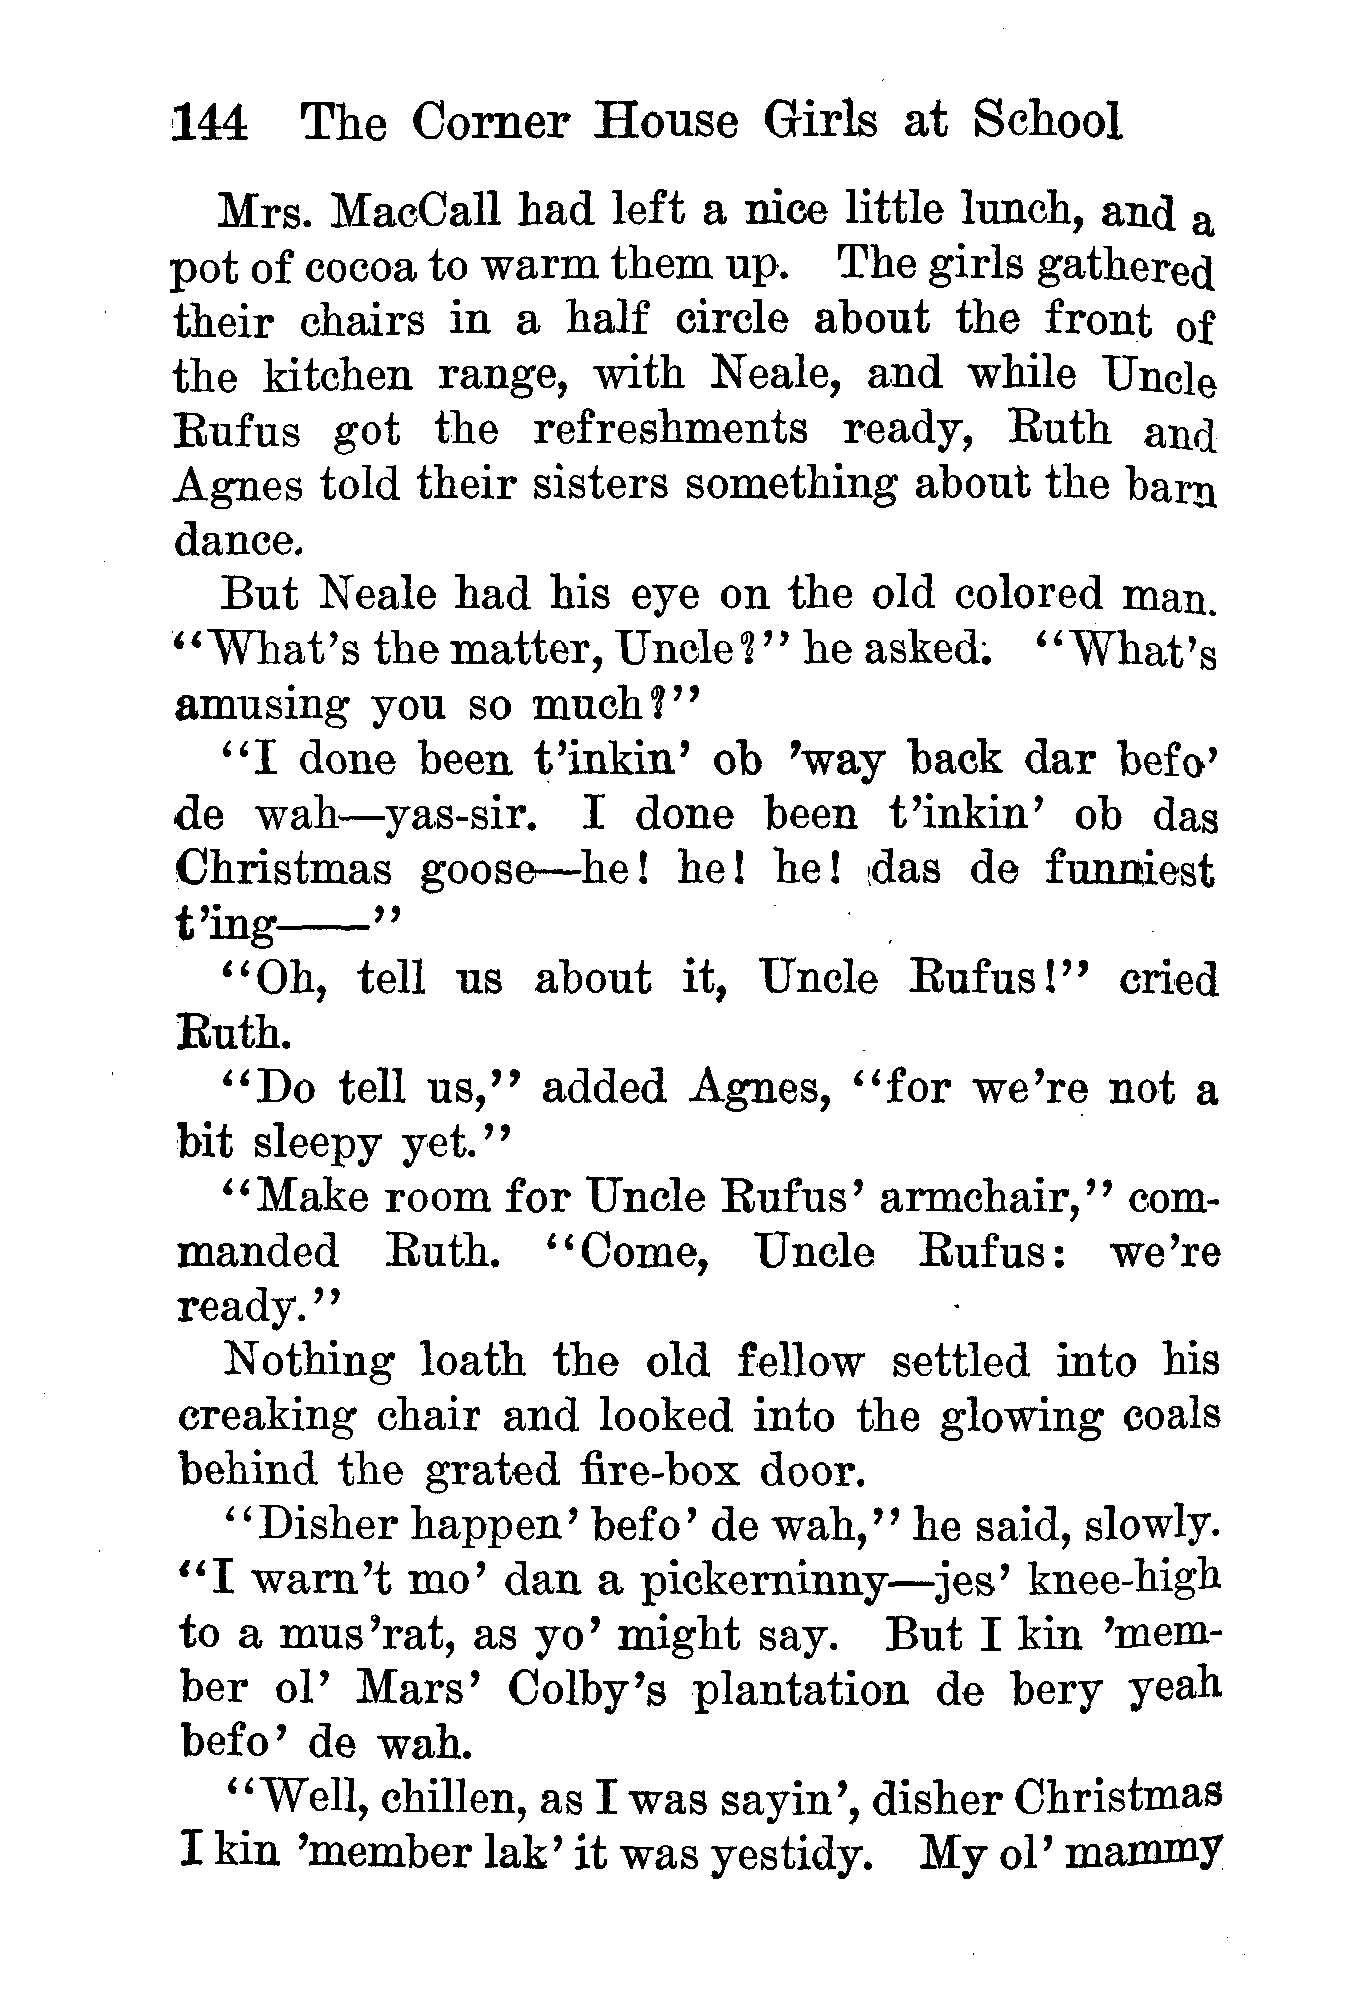 144 The Corner House Girls at School
Mrs. MacCall had left a nice little lunch, and a
pot of cocoa to warm them up. The girls gathered
their chairs in a half circle about the front of
the kitchen range, with Neale, and while Uncle
Rufus got the refreshments ready, Ruth and
Agnes told their sisters something about the barn
dance.
But Neale had his eye on the old colored man.
“What’s the matter, Uncle?” he asked. “What’s
amusing you so much?”
“I done been t’inkin’ ob ’way back dar befo’
de wah—yas-sir. I done been t’inkin’ ob das
Christmas goose—he! he! he! das de funniest
t’ing——”
“Oh, tell us about it, Uncle Rufus!” cried
Ruth.
“Do tell us,” added Agnes, “for we’re not a
bit sleepy yet.”
“Make room for Uncle Rufus’ armchair,” com-
manded Ruth. “Come, Uncle Rufus: we’re
ready.”
Nothing loath the old fellow settled into his
creaking chair and looked into the glowing coals
behind the grated fire-box door.
“Disher happen’ befo’ de wah,” he said, slowly.
“I warn’t mo’ dan a pickerninny—jes’ knee-high
to a mus’rat, as yo’ might say. But I kin ’mem-
ber ol’ Mars’ Colby’s plantation de bery yeah
befo’ de wah.
“Well, chillen, as I was sayin’, disher Christmas
I kin ’member lak’ it was yestidy. My ol’ mammy